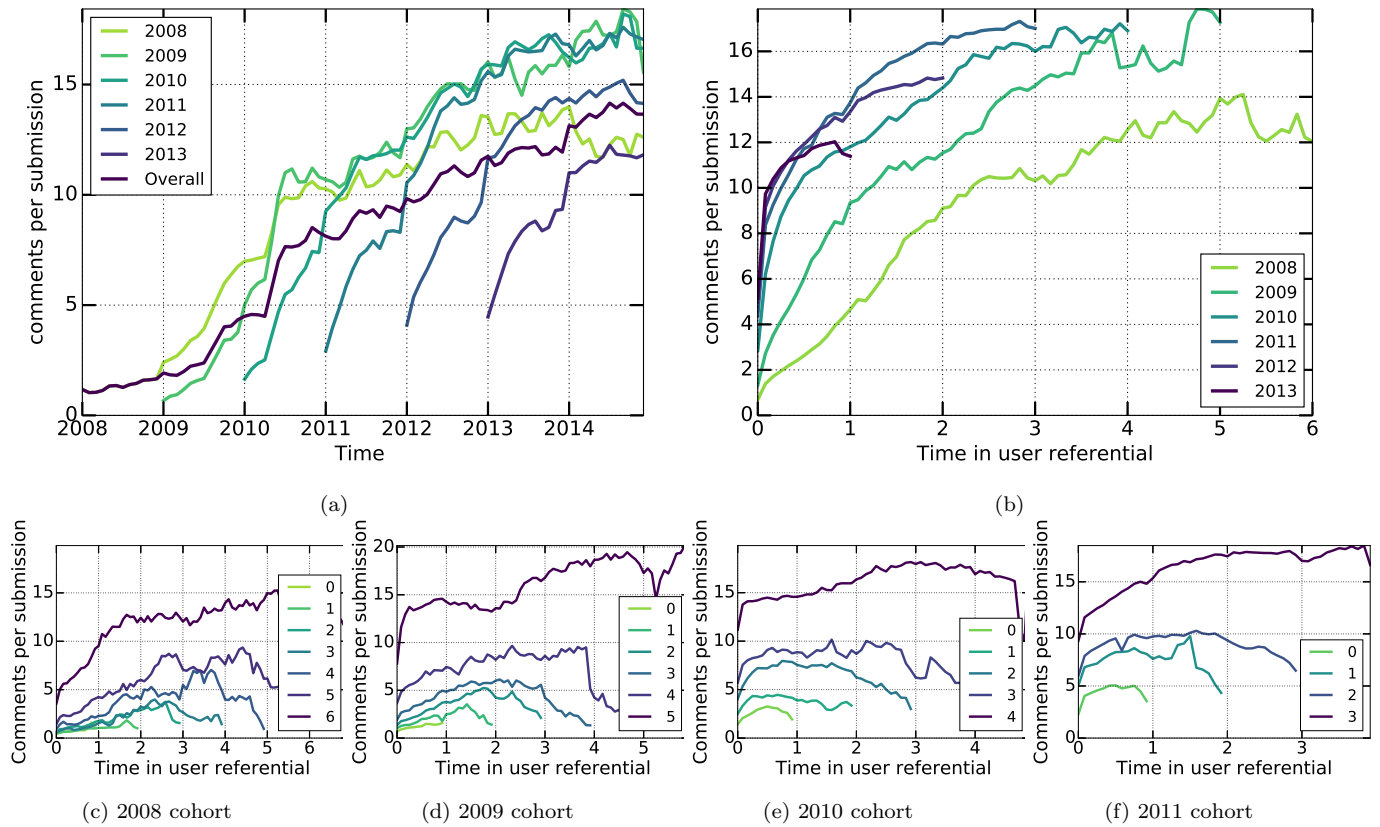 comments per submission
15
10
5
0
2008
2009
2010
2011
2012
2013
Overall
2008 2009 2010 2011 2012 2013 2014
Time
(a)
comments per submission
16
14
12
10
8
6
4
2
0
2008
2009
2010
2011
2012
2013
0 1 2 3 4 5 6
Time in user referential
(b)
Comments per submission
15
10
5
0
0
1
2
3
4
5
6
0 1 2 3 4 5 6
Time in user referential
(c) 2008 cohort
Comments per submission
20
15
10
5
0
0
1
2
3
4
5
0 1 2 3 4 5
Time in user referential
(d) 2009 cohort
Comments per submission
15
10
5
0
0
1
2
3
4
0 1 2 3 4
Time in user referential
(e) 2010 cohort
Comments per submission
15
10
5
0
0
1
2
3
0 1 2 3
Time in user referential
(f) 2011 cohort